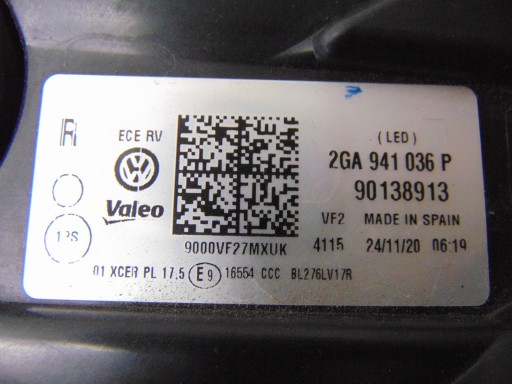 R
ECE RV
(LED)
2GA 941 036 P
90138913
Valeo
VF2 MADE IN SPAIN
9000VF27MXUK
4115 24/11/20 06:19
01 XCER PL 17.5 E9 16554 CCC BL276LV17R